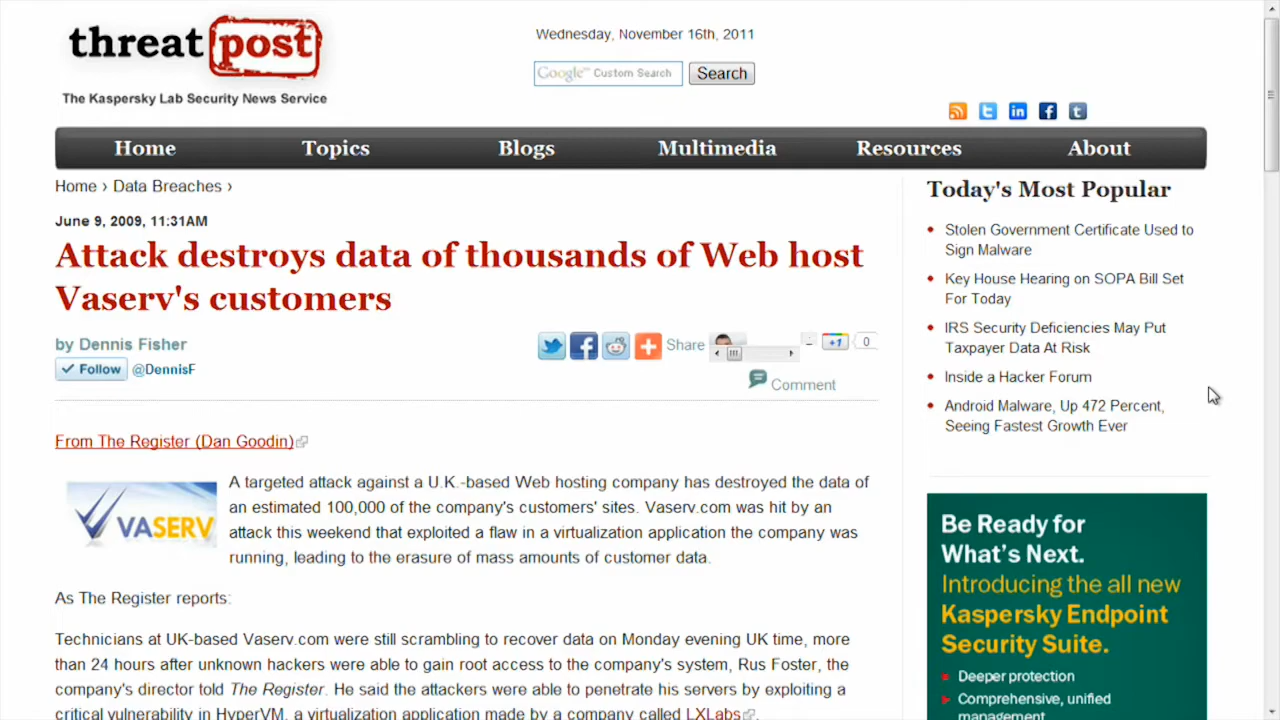 threat post
The Kaspersky Lab Security News Service
Wednesday, November 16th, 2011
Google™ Custom Search
Search
Home
Topics
Blogs
Multimedia
Resources
About
Home › Data Breaches ›
June 9, 2009, 11:31AM
Attack destroys data of thousands of Web host
Vaserv's customers
by Dennis Fisher
Follow @DennisF
Share
+1
0
Comment
From The Register (Dan Goodin)
VASERV
A targeted attack against a U.K.-based Web hosting company has destroyed the data of
an estimated 100,000 of the company's customers' sites. Vaserv.com was hit by an
attack this weekend that exploited a flaw in a virtualization application the company was
running, leading to the erasure of mass amounts of customer data.
As The Register reports:
Technicians at UK-based Vaserv.com were still scrambling to recover data on Monday evening UK time, more
than 24 hours after unknown hackers were able to gain root access to the company's system, Rus Foster, the
company's director told The Register. He said the attackers were able to penetrate his servers by exploiting a
critical vulnerability in HyperVM, a virtualization application made by a company called LXLabs.
Today's Most Popular
Stolen Government Certificate Used to
Sign Malware
Key House Hearing on SOPA Bill Set
For Today
IRS Security Deficiencies May Put
Taxpayer Data At Risk
Inside a Hacker Forum
Android Malware, Up 472 Percent,
Seeing Fastest Growth Ever
Be Ready for
What's Next.
Introducing the all new
Kaspersky Endpoint
Security Suite.
Deeper protection
Comprehensive, unified
management